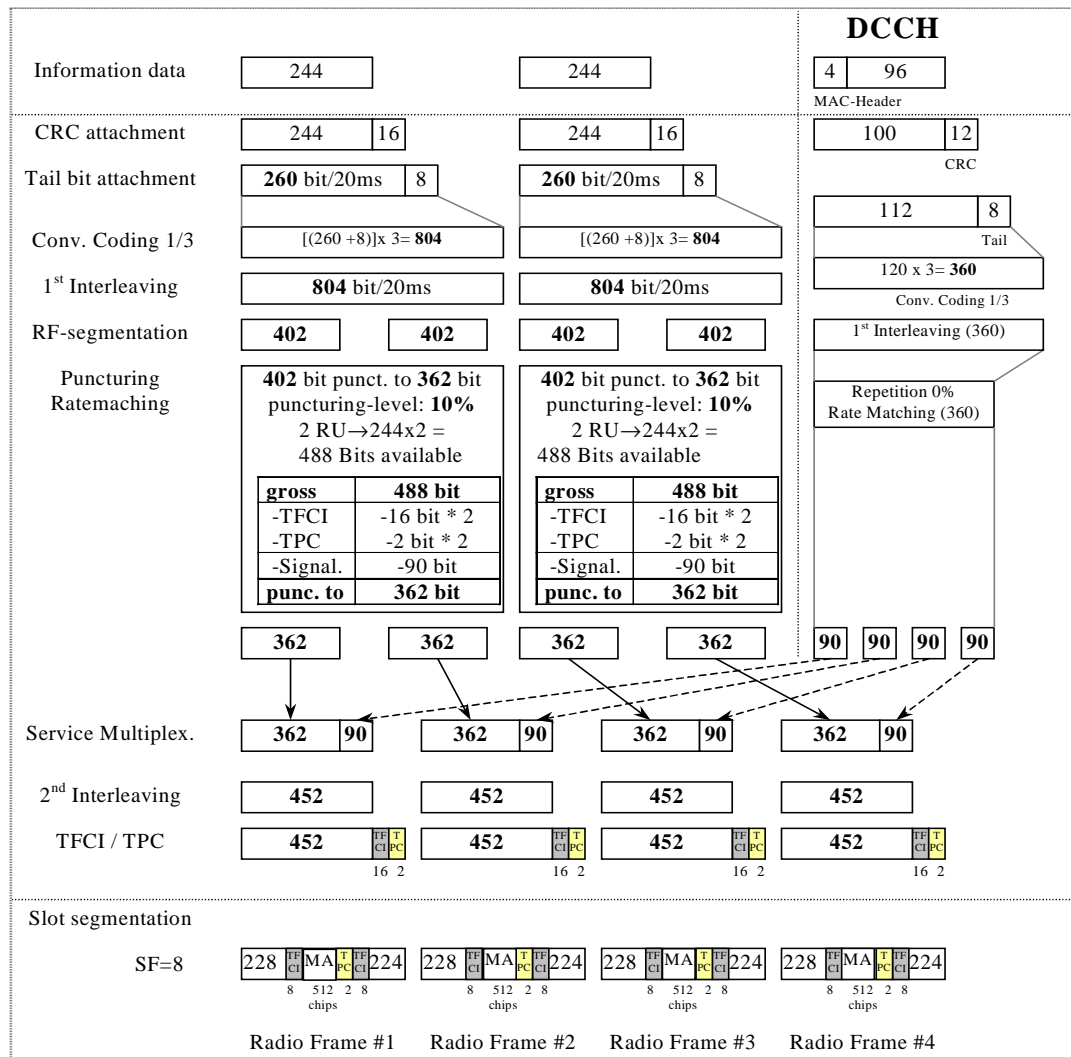 DCCH
Information data 244 244 4 96
MAC-Header
CRC attachment 244 16 244 16 100 12
CRC
Tail bit attachment 260 bit/20ms 8 260 bit/20ms 8
112 8
Conv. Coding 1/3 [(260 +8)]x 3= 804 [(260 +8)]x 3= 804 Tail
120 x 3= 360
1st Interleaving 804 bit/20ms 804 bit/20ms
Conv. Coding 1/3
RF-segmentation 402 402 402 402 1st Interleaving (360)
Puncturing
Ratemaching
402 bit punct. to 362 bit
puncturing-level: 10%
2 RU→244x2 =
488 Bits available
gross 488 bit
-TFCI -16 bit * 2
-TPC -2 bit * 2
-Signal. -90 bit
punc. to 362 bit
402 bit punct. to 362 bit
puncturing-level: 10%
2 RU→244x2 =
488 Bits available
gross 488 bit
-TFCI -16 bit * 2
-TPC -2 bit * 2
-Signal. -90 bit
punc. to 362 bit
Repetition 0%
Rate Matching (360)
362 362 362 362 90 90 90 90
Service Multiplex. 362 90 362 90 362 90 362 90
2nd Interleaving 452 452 452 452
TFCI / TPC 452 TF CI T PC 452 TF CI T PC 452 TF CI T PC 452 TF CI T PC
16 2 16 2 16 2 16 2
Slot segmentation
SF=8 228 TF CI MA T PC TF CI 224 228 TF CI MA T PC TF CI 224 228 TF CI MA T PC TF CI 224 228 TF CI MA T PC TF CI 224
8 512 2 8 8 512 2 8 8 512 2 8 8 512 2 8
chips chips chips chips
Radio Frame #1 Radio Frame #2 Radio Frame #3 Radio Frame #4